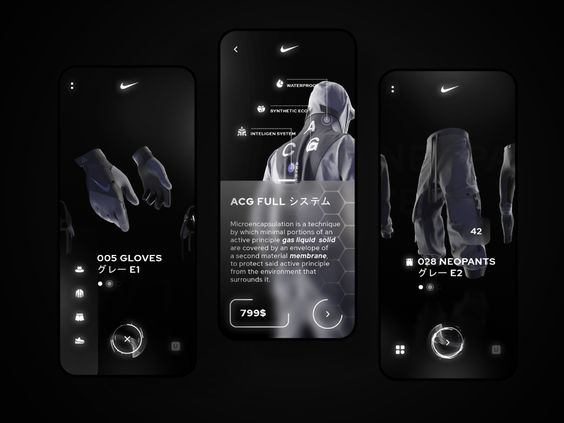 005 GLOVES
グレー E1
WATERPROOF
SYNTHETIC ECO
INTELIGEN SYSTEM
ACG
ACG FULL システム
Microencapsulation is a technique
by which minimal portions of an
active principle gas liquid solid
are covered by an envelope of
a second material membrane,
to protect said active principle
from the environment that
surrounds it.
799$
42
028 NEOPANTS
グレー E2